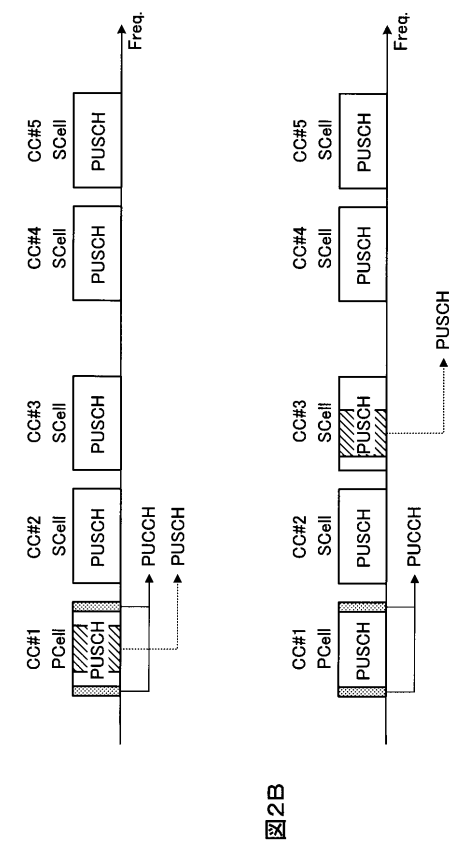 CC#1 CC#2 CC#3 CC#4 CC#5
PCell SCell SCell SCell SCell
PUSCH PUSCH PUSCH PUSCH PUSCH
Freq.
PUCCH
PUSCH
図2B
CC#1 CC#2 CC#3 CC#4 CC#5
PCell SCell SCell SCell SCell
PUSCH PUSCH PUSCH PUSCH PUSCH
Freq.
PUCCH
PUSCH